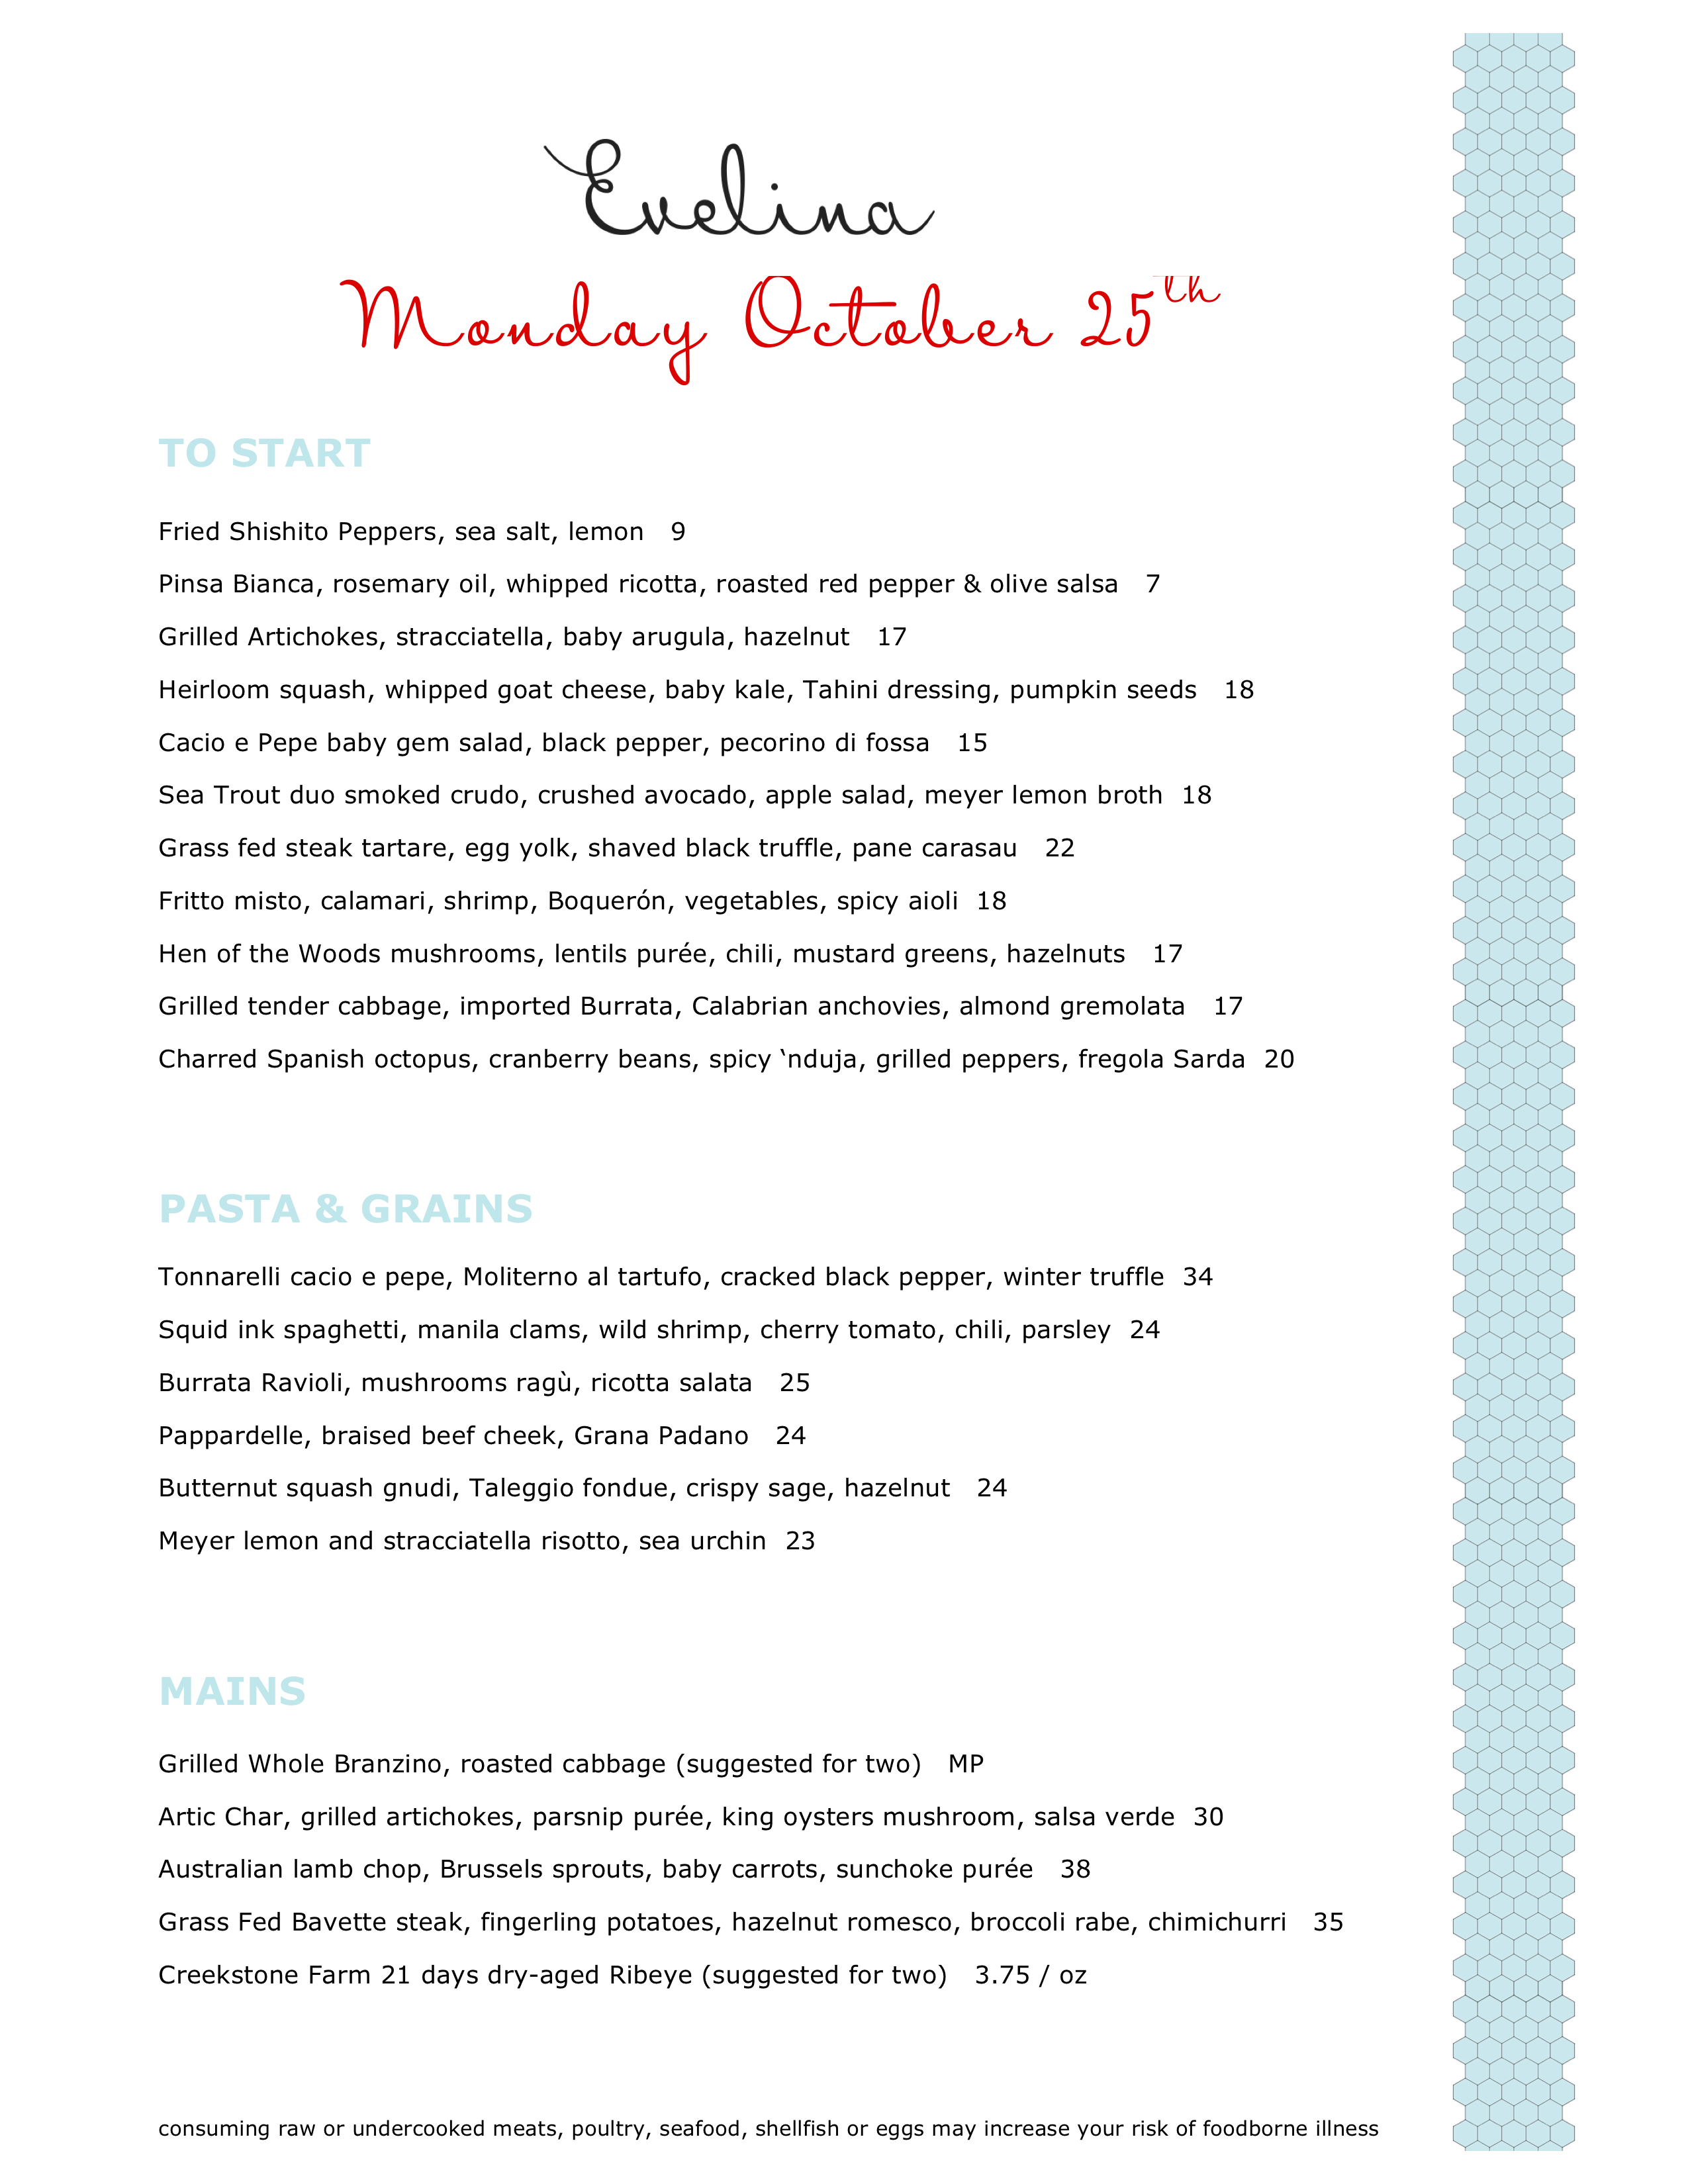 Evelina
Monday October 25th
TO START
Fried Shishito Peppers, sea salt, lemon 9
Pinsa Bianca, rosemary oil, whipped ricotta, roasted red pepper & olive salsa 7
Grilled Artichokes, stracciatella, baby arugula, hazelnut 17
Heirloom squash, whipped goat cheese, baby kale, Tahini dressing, pumpkin seeds 18
Cacio e Pepe baby gem salad, black pepper, pecorino di fossa 15
Sea Trout duo smoked crudo, crushed avocado, apple salad, meyer lemon broth 18
Grass fed steak tartare, egg yolk, shaved black truffle, pane carasau 22
Fritto misto, calamari, shrimp, Boquerón, vegetables, spicy aioli 18
Hen of the Woods mushrooms, lentils purée, chili, mustard greens, hazelnuts 17
Grilled tender cabbage, imported Burrata, Calabrian anchovies, almond gremolata 17
Charred Spanish octopus, cranberry beans, spicy ‘nduja, grilled peppers, fregola Sarda 20
PASTA & GRAINS
Tonnarelli cacio e pepe, Moliterno al tartufo, cracked black pepper, winter truffle 34
Squid ink spaghetti, manila clams, wild shrimp, cherry tomato, chili, parsley 24
Burrata Ravioli, mushrooms ragù, ricotta salata 25
Pappardelle, braised beef cheek, Grana Padano 24
Butternut squash gnudi, Taleggio fondue, crispy sage, hazelnut 24
Meyer lemon and stracciatella risotto, sea urchin 23
MAINS
Grilled Whole Branzino, roasted cabbage (suggested for two) MP
Artic Char, grilled artichokes, parsnip purée, king oysters mushroom, salsa verde 30
Australian lamb chop, Brussels sprouts, baby carrots, sunchoke purée 38
Grass Fed Bavette steak, fingerling potatoes, hazelnut romesco, broccoli rabe, chimichurri 35
Creekstone Farm 21 days dry-aged Ribeye (suggested for two) 3.75 / oz
consuming raw or undercooked meats, poultry, seafood, shellfish or eggs may increase your risk of foodborne illness